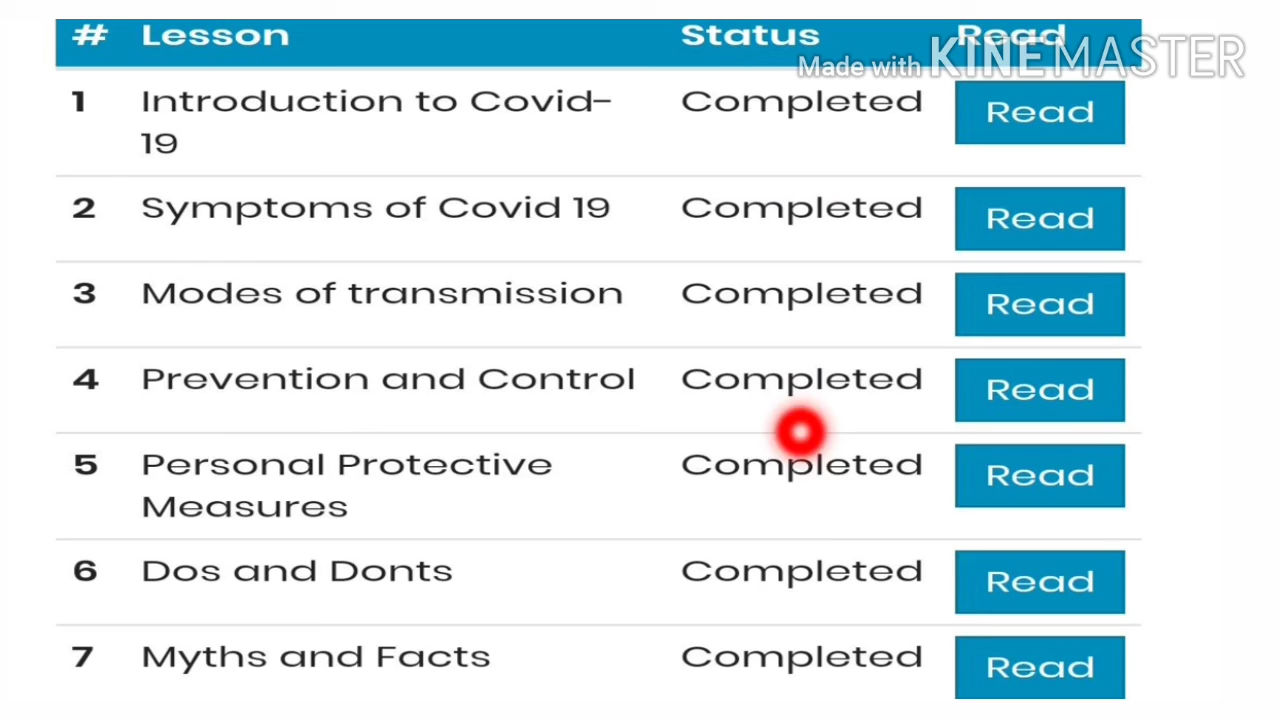 # Lesson Status Read
Made with KINEMASTER
1 Introduction to Covid- Completed Read
19
2 Symptoms of Covid 19 Completed Read
3 Modes of transmission Completed Read
4 Prevention and Control Completed Read
5 Personal Protective Completed Read
Measures
6 Dos and Donts Completed Read
7 Myths and Facts Completed Read